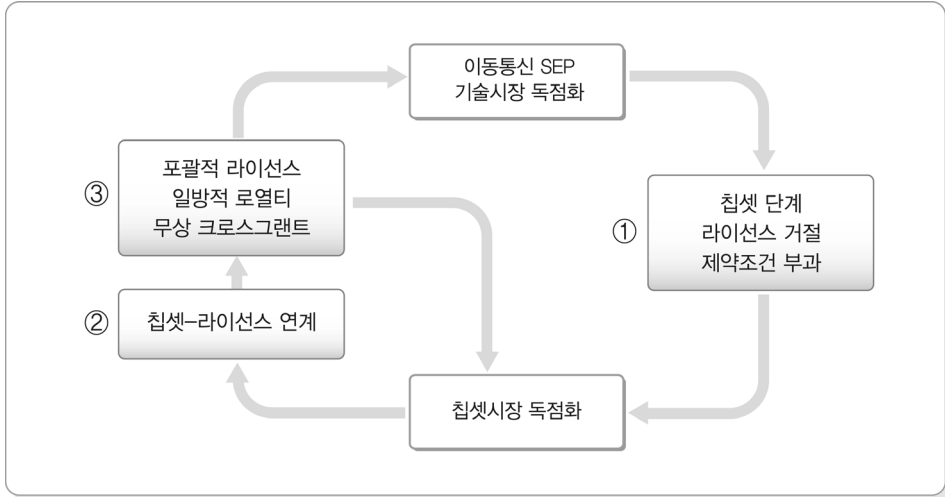 이동통신 SEP
기술시장 독점화
③
포괄적 라이선스
일방적 로열티
무상 크로스그랜트
①
칩셋 단계
라이선스 거절
제약조건 부과
②
칩셋–라이선스 연계
칩셋시장 독점화